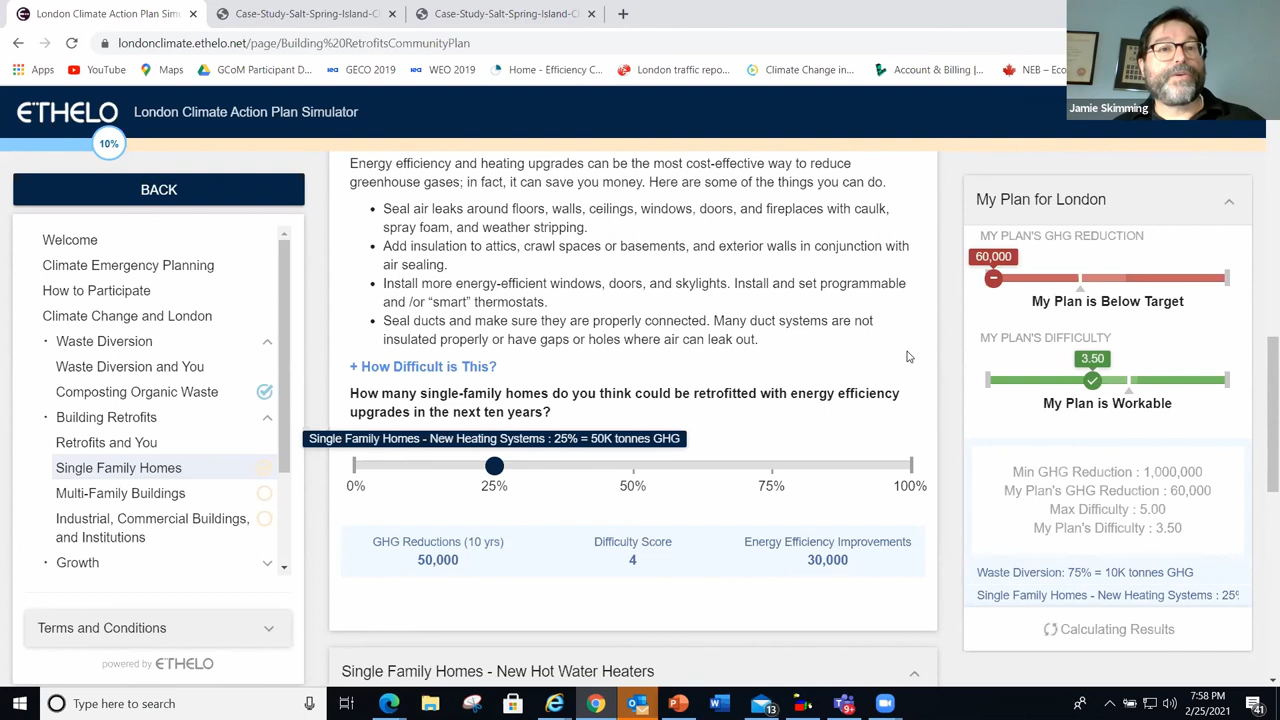 London Climate Action Plan Simu
Case-Study-Salt-Spring-Island-C
Case-Study-Salt-Spring-Island-C
londonclimate.ethelo.net/page/Building%20RetrofitsCommunityPlan
Apps
YouTube
Maps
GCoM Participant D...
GECO 2019
WEO 2019
Home - Efficiency C...
London traffic repo...
Climate Change in...
Account & Billing |...
NEB – Eco
Jamie Skimming
ETHELO
London Climate Action Plan Simulator
10%
BACK
Welcome
Climate Emergency Planning
How to Participate
Climate Change and London
Waste Diversion
Waste Diversion and You
Composting Organic Waste
Building Retrofits
Retrofits and You
Single Family Homes
Multi-Family Buildings
Industrial, Commercial Buildings,
and Institutions
Growth
Terms and Conditions
powered by ETHELO
Energy efficiency and heating upgrades can be the most cost-effective way to reduce
greenhouse gases; in fact, it can save you money. Here are some of the things you can do.
• Seal air leaks around floors, walls, ceilings, windows, doors, and fireplaces with caulk,
spray foam, and weather stripping.
• Add insulation to attics, crawl spaces or basements, and exterior walls in conjunction with
air sealing.
• Install more energy-efficient windows, doors, and skylights. Install and set programmable
and /or “smart” thermostats.
• Seal ducts and make sure they are properly connected. Many duct systems are not
insulated properly or have gaps or holes where air can leak out.
+ How Difficult is This?
How many single-family homes do you think could be retrofitted with energy efficiency
upgrades in the next ten years?
Single Family Homes - New Heating Systems : 25% = 50K tonnes GHG
0% 25% 50% 75% 100%
GHG Reductions (10 yrs) Difficulty Score Energy Efficiency Improvements
50,000 4 30,000
Single Family Homes - New Hot Water Heaters
My Plan for London
MY PLAN'S GHG REDUCTION
60,000
My Plan is Below Target
MY PLAN'S DIFFICULTY
3.50
My Plan is Workable
Min GHG Reduction : 1,000,000
My Plan's GHG Reduction : 60,000
Max Difficulty : 5.00
My Plan's Difficulty : 3.50
Waste Diversion: 75% = 10K tonnes GHG
Single Family Homes - New Heating Systems : 25%
Calculating Results
Type here to search
13
9+
7:58 PM
2/25/2021
41